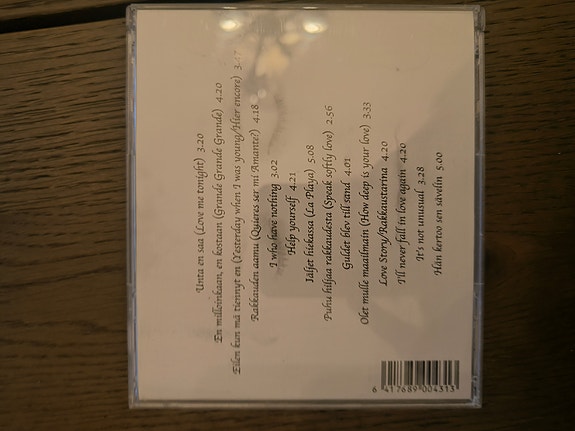 Unta en saa (Love me tonight) 3.20
En milloinkaan, en kostaan (Grande Grande Grande) 4.20
Eilen kun mä tiennyt en (Yesterday when I was young/Hier encore) 3.47
Rakkauden aamu (Quieres ser mi Amante?) 4.18
I who have nothing 3.02
Help yourself 4.21
Jäljet hiekassa (La Playa) 5.08
Puhu hiljaa rakkaudesta (Speak softly love) 2.56
Guldet blev till sand 4.01
Olet mulle maailmain (How deep is your love) 3.33
Love Story/Rakkaustarina 4.20
I'll never fall in love again 4.20
It's not unusual 3.28
Hän kertoo sen sävelin 5.00
6 417689 004313